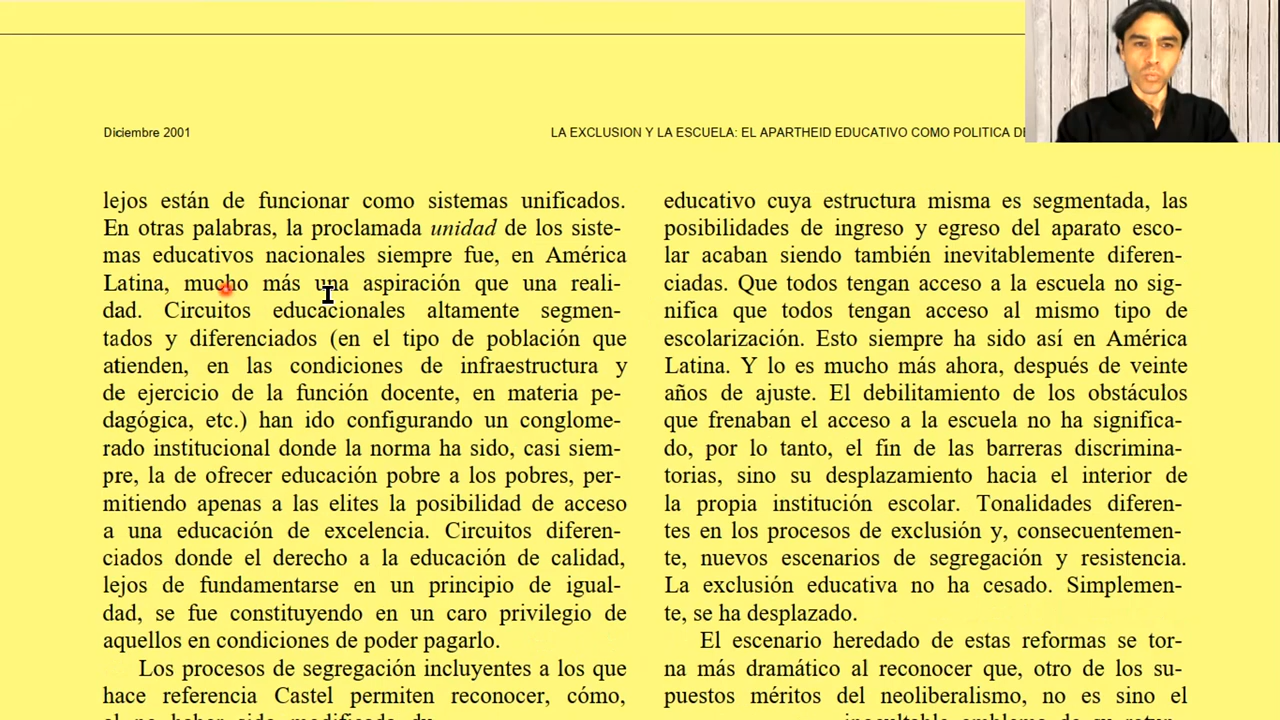 Diciembre 2001
LA EXCLUSION Y LA ESCUELA: EL APARTHEID EDUCATIVO COMO POLITICA DE
lejos están de funcionar como sistemas unificados.
En otras palabras, la proclamada unidad de los siste-
mas educativos nacionales siempre fue, en América
Latina, mucho más una aspiración que una reali-
dad. Circuitos educacionales altamente segmen-
tados y diferenciados (en el tipo de población que
atienden, en las condiciones de infraestructura y
de ejercicio de la función docente, en materia pe-
dagógica, etc.) han ido configurando un conglome-
rado institucional donde la norma ha sido, casi siem-
pre, la de ofrecer educación pobre a los pobres, per-
mitiendo apenas a las elites la posibilidad de acceso
a una educación de excelencia. Circuitos diferen-
ciados donde el derecho a la educación de calidad,
lejos de fundamentarse en un principio de igual-
dad, se fue constituyendo en un caro privilegio de
aquellos en condiciones de poder pagarlo.
Los procesos de segregación incluyentes a los que
hace referencia Castel permiten reconocer, cómo,
educativo cuya estructura misma es segmentada, las
posibilidades de ingreso y egreso del aparato esco-
lar acaban siendo también inevitablemente diferen-
ciadas. Que todos tengan acceso a la escuela no sig-
nifica que todos tengan acceso al mismo tipo de
escolarización. Esto siempre ha sido así en América
Latina. Y lo es mucho más ahora, después de veinte
años de ajuste. El debilitamiento de los obstáculos
que frenaban el acceso a la escuela no ha significa-
do, por lo tanto, el fin de las barreras discrimina-
torias, sino su desplazamiento hacia el interior de
la propia institución escolar. Tonalidades diferen-
tes en los procesos de exclusión y, consecuentemen-
te, nuevos escenarios de segregación y resistencia.
La exclusión educativa no ha cesado. Simplemen-
te, se ha desplazado.
El escenario heredado de estas reformas se tor-
na más dramático al reconocer que, otro de los su-
puestos méritos del neoliberalismo, no es sino el